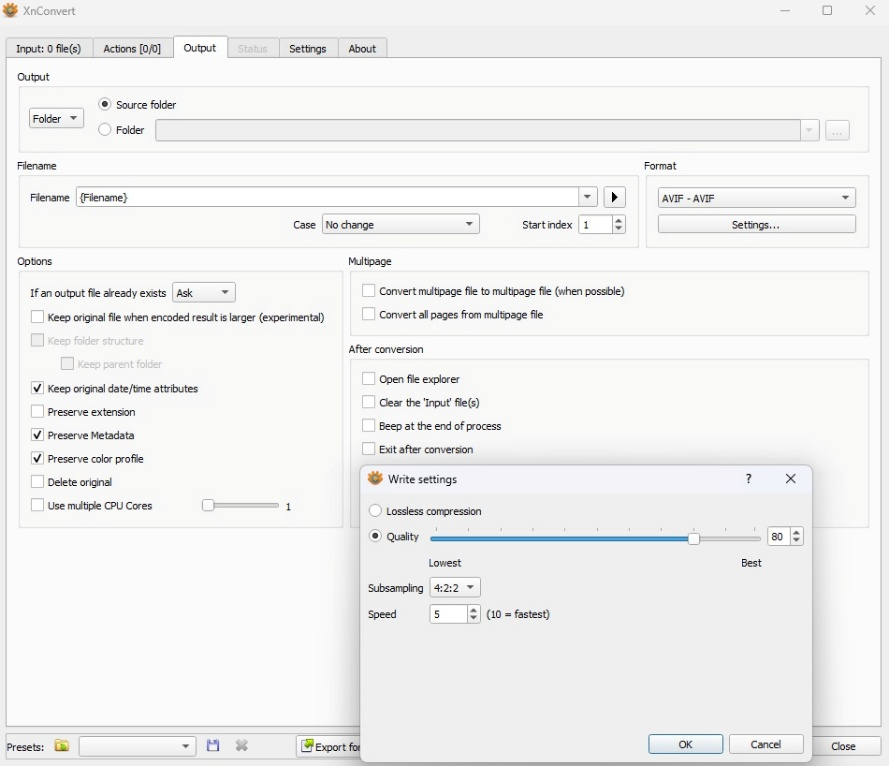 XnConvert
Input: 0 file(s) Actions [0/0] Output Status Settings About
Output
Folder
Source folder
Folder
...
Filename
Filename {Filename}
Case No change Start index 1
Format
AVIF - AVIF
Settings...
Options
If an output file already exists Ask
Keep original file when encoded result is larger (experimental)
Keep folder structure
Keep parent folder
Keep original date/time attributes
Preserve extension
Preserve Metadata
Preserve color profile
Delete original
Use multiple CPU Cores 1
Multipage
Convert multipage file to multipage file (when possible)
Convert all pages from multipage file
After conversion
Open file explorer
Clear the 'Input' file(s)
Beep at the end of process
Exit after conversion
Write settings ?
Lossless compression
Quality 80
Lowest Best
Subsampling 4:2:2
Speed 5 (10 = fastest)
OK Cancel
Presets: Export for Close